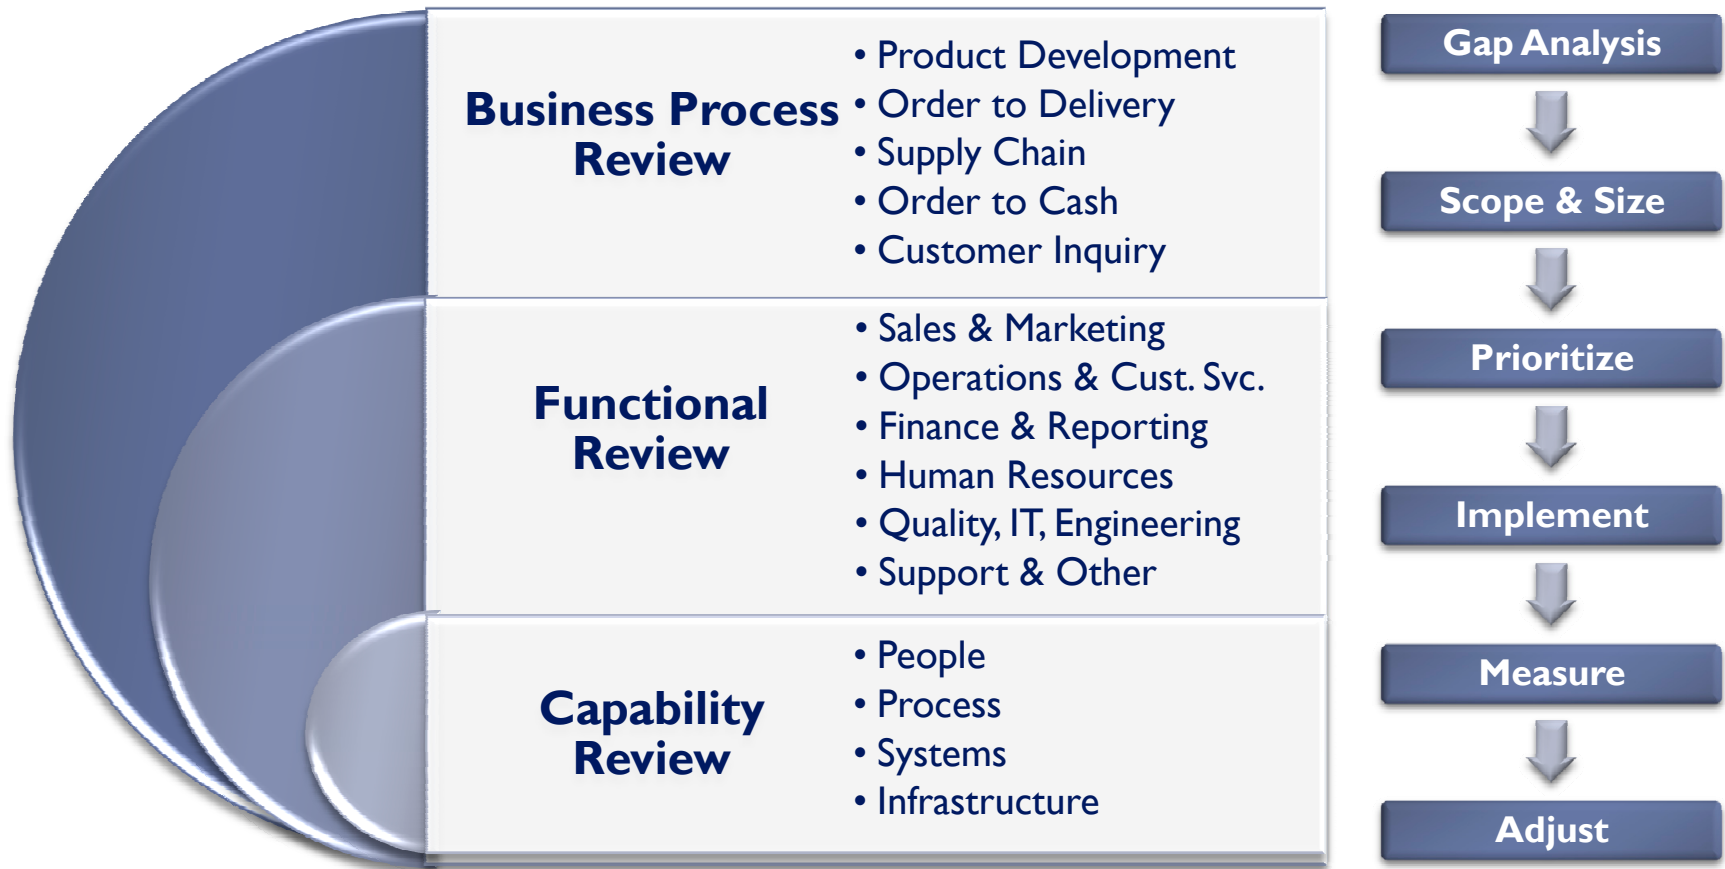 Business Process
Review
• Product Development
• Order to Delivery
• Supply Chain
• Order to Cash
• Customer Inquiry
Functional
Review
• Sales & Marketing
• Operations & Cust. Svc.
• Finance & Reporting
• Human Resources
• Quality, IT, Engineering
• Support & Other
Capability
Review
• People
• Process
• Systems
• Infrastructure
Gap Analysis
Scope & Size
Prioritize
Implement
Measure
Adjust